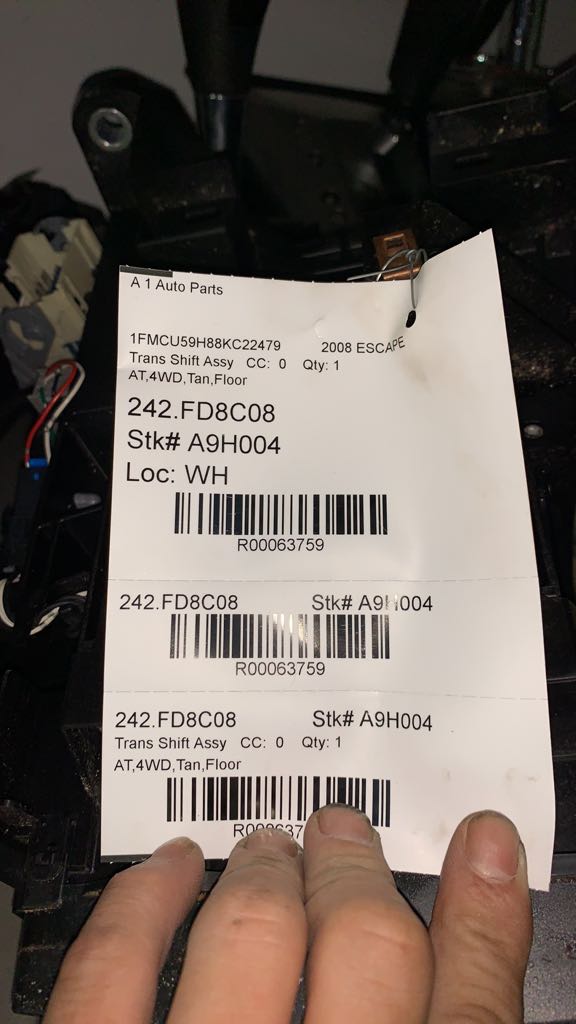 A 1 Auto Parts
1FMCU59H88KC22479 2008 ESCAPE
Trans Shift Assy CC: 0 Qty: 1
AT,4WD,Tan,Floor
242.FD8C08
Stk# A9H004
Loc: WH
R00063759
242.FD8C08 Stk# A9H004
R00063759
242.FD8C08 Stk# A9H004
Trans Shift Assy CC: 0 Qty: 1
AT,4WD,Tan,Floor